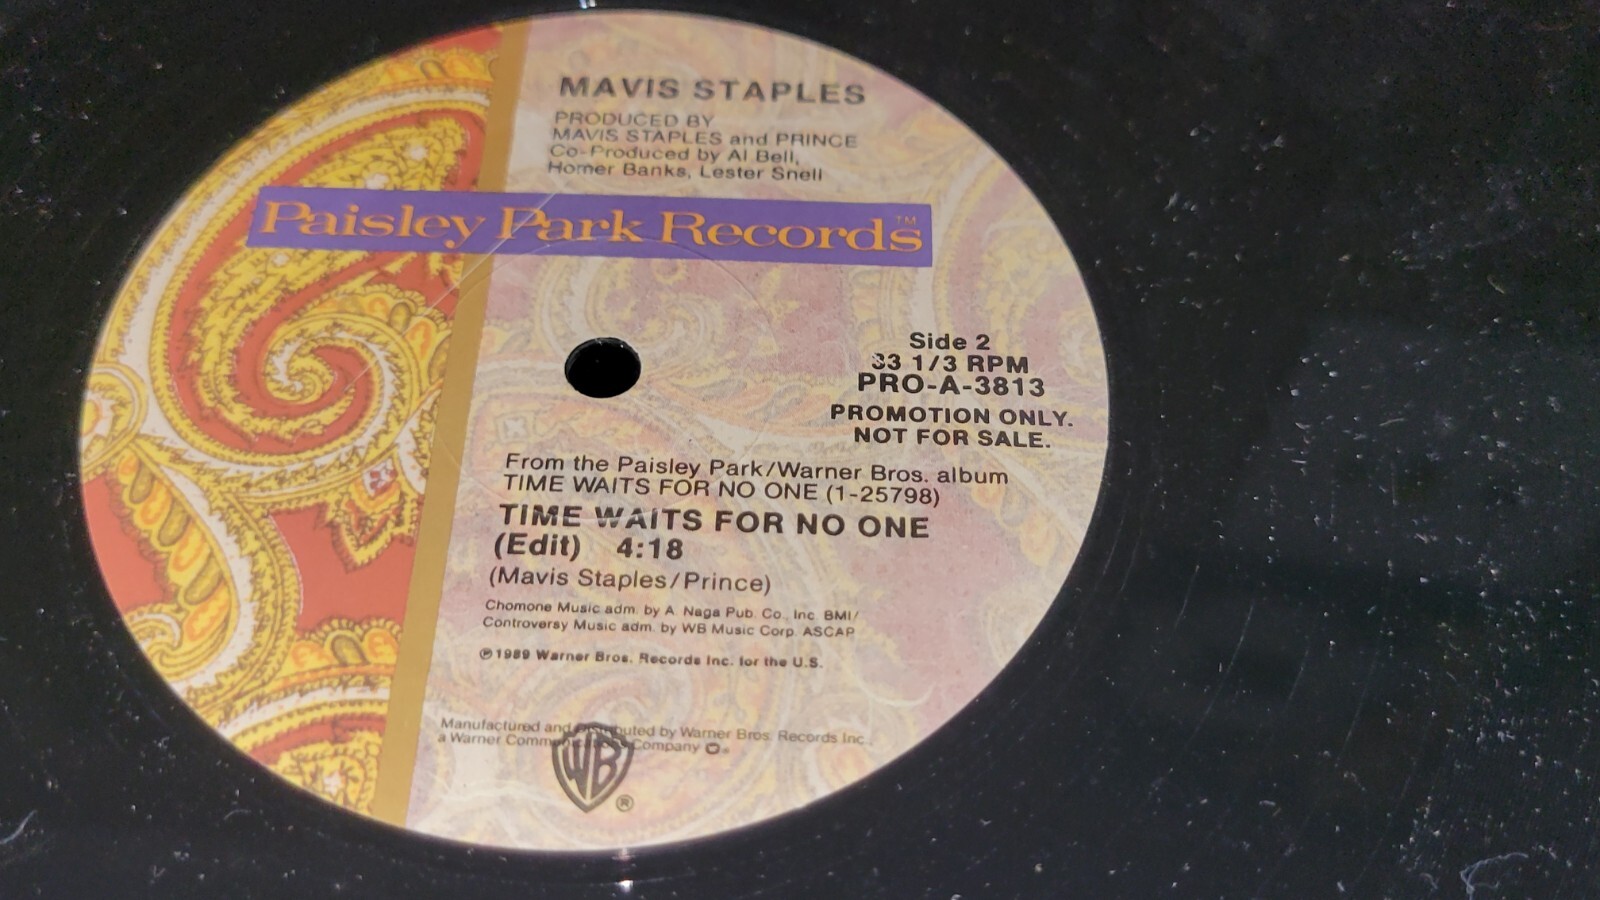 MAVIS STAPLES
PRODUCED BY
MAVIS STAPLES and PRINCE
Co-Produced by Al Bell,
Homer Banks, Lester Snell
Paisley Park Records™
Side 2
33 1/3 RPM
PRO-A-3813
PROMOTION ONLY.
NOT FOR SALE.
From the Paisley Park/Warner Bros. album
TIME WAITS FOR NO ONE (1-25798)
TIME WAITS FOR NO ONE
(Edit) 4:18
(Mavis Staples/Prince)
Chomone Music adm. by A. Naga Pub. Co., Inc. BMI/
Controversy Music adm. by WB Music Corp. ASCAP
℗1989 Warner Bros. Records Inc. for the U.S.
Manufactured and Distributed by Warner Bros. Records Inc.,
a Warner Communications Company
WB®